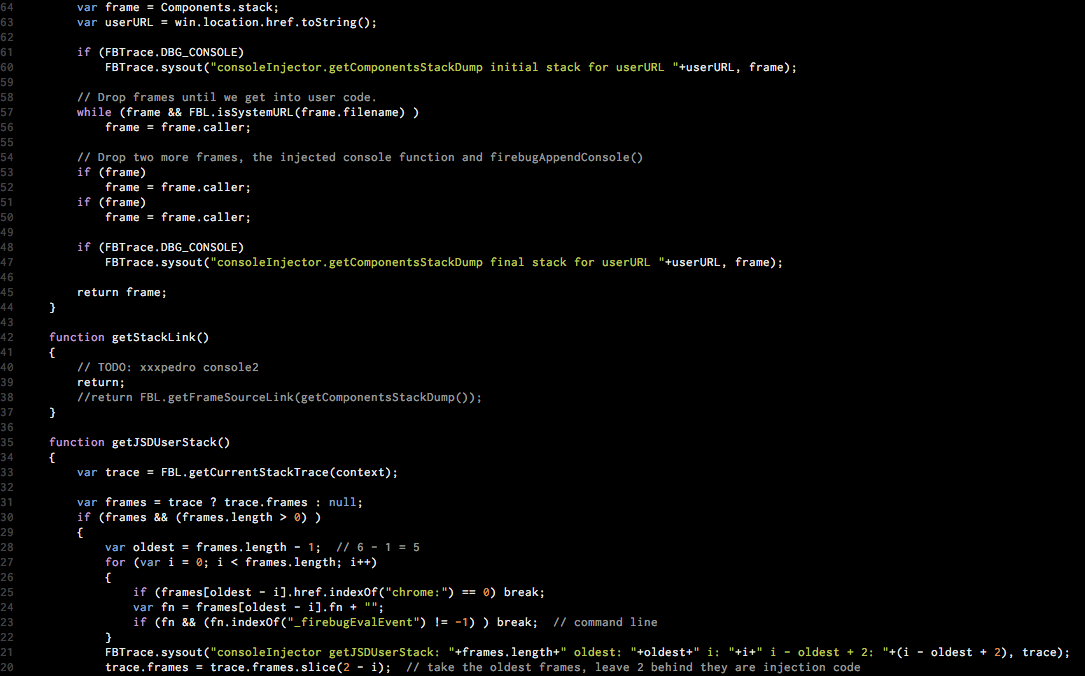 64 var frame = Components.stack;
63 var userURL = win.location.href.toString();
62
61 if (FBTrace.DBG_CONSOLE)
60 FBTrace.sysout("consoleInjector.getComponentsStackDump initial stack for userURL "+userURL, frame);
59
58 // Drop frames until we get into user code.
57 while (frame && FBL.isSystemURL(frame.filename) )
56 frame = frame.caller;
55
54 // Drop two more frames, the injected console function and firebugAppendConsole()
53 if (frame)
52 frame = frame.caller;
51 if (frame)
50 frame = frame.caller;
49
48 if (FBTrace.DBG_CONSOLE)
47 FBTrace.sysout("consoleInjector.getComponentsStackDump final stack for userURL "+userURL, frame);
46
45 return frame;
44 }
43
42 function getStackLink()
41 {
40 // TODO: xxxpedro console2
39 return;
38 //return FBL.getFrameSourceLink(getComponentsStackDump());
37 }
36
35 function getJSDUserStack()
34 {
33 var trace = FBL.getCurrentStackTrace(context);
32
31 var frames = trace ? trace.frames : null;
30 if (frames && (frames.length > 0) )
29 {
28 var oldest = frames.length - 1; // 6 - 1 = 5
27 for (var i = 0; i < frames.length; i++)
26 {
25 if (frames[oldest - i].href.indexOf("chrome:") == 0) break;
24 var fn = frames[oldest - i].fn + "";
23 if (fn && (fn.indexOf("_firebugEvalEvent") != -1) ) break; // command line
22 }
21 FBTrace.sysout("consoleInjector getJSDUserStack: "+frames.length+" oldest: "+oldest+" i: "+i+" i - oldest + 2: "+(i - oldest + 2), trace);
20 trace.frames = trace.frames.slice(2 - i); // take the oldest frames, leave 2 behind they are injection code